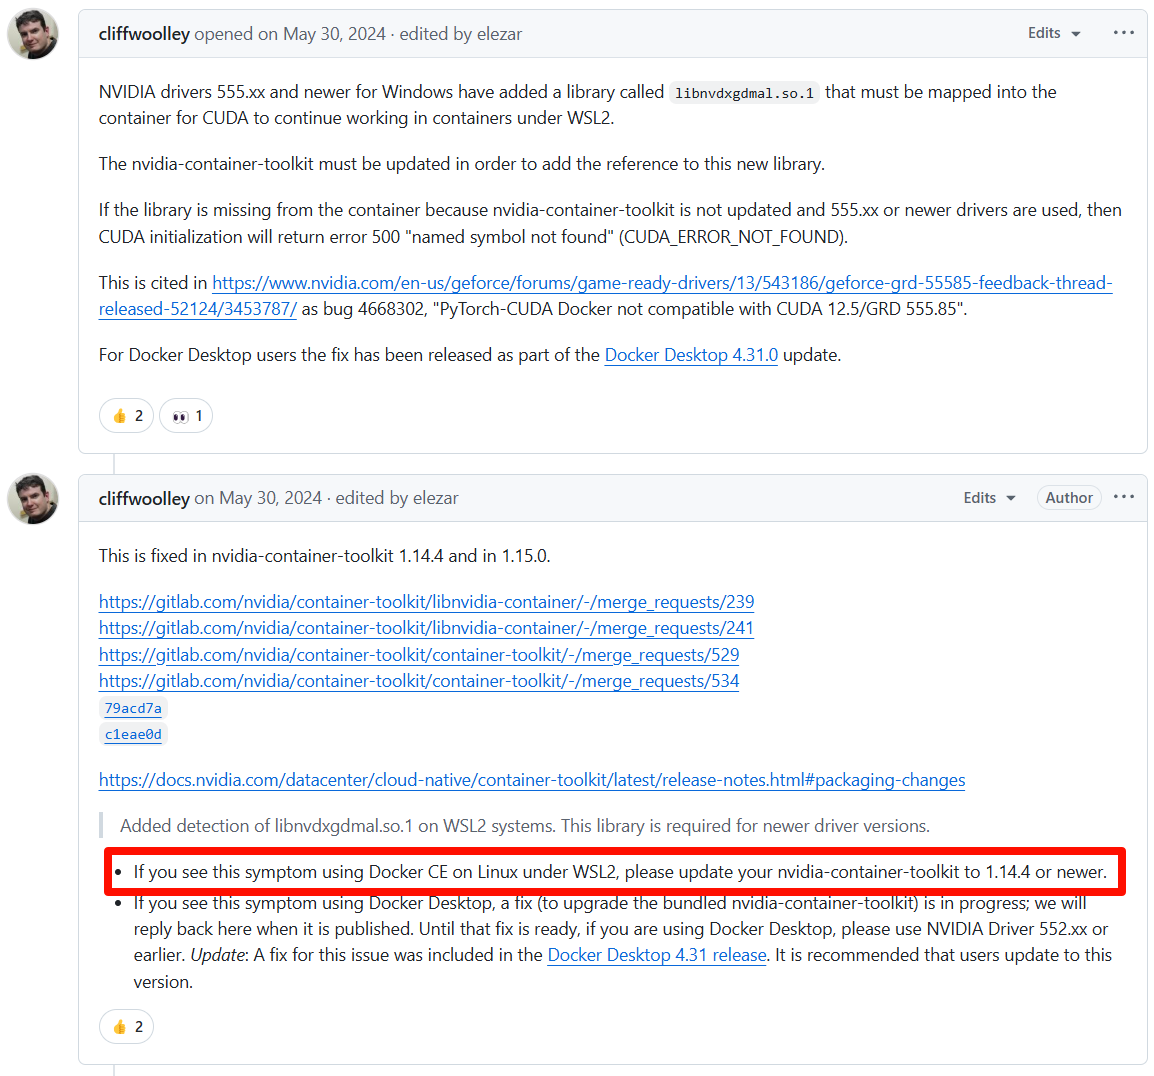 cliffwoolley opened on May 30, 2024 · edited by elezar
Edits
NVIDIA drivers 555.xx and newer for Windows have added a library called libnvdxgdmal.so.1 that must be mapped into the
container for CUDA to continue working in containers under WSL2.
The nvidia-container-toolkit must be updated in order to add the reference to this new library.
If the library is missing from the container because nvidia-container-toolkit is not updated and 555.xx or newer drivers are used, then
CUDA initialization will return error 500 "named symbol not found" (CUDA_ERROR_NOT_FOUND).
This is cited in https://www.nvidia.com/en-us/geforce/forums/game-ready-drivers/13/543186/geforce-grd-55585-feedback-thread-
released-52124/3453787/ as bug 4668302, "PyTorch-CUDA Docker not compatible with CUDA 12.5/GRD 555.85".
For Docker Desktop users the fix has been released as part of the Docker Desktop 4.31.0 update.
👍 2 👀 1
cliffwoolley on May 30, 2024 · edited by elezar
Edits Author
This is fixed in nvidia-container-toolkit 1.14.4 and in 1.15.0.
https://gitlab.com/nvidia/container-toolkit/libnvidia-container/-/merge_requests/239
https://gitlab.com/nvidia/container-toolkit/libnvidia-container/-/merge_requests/241
https://gitlab.com/nvidia/container-toolkit/container-toolkit/-/merge_requests/529
https://gitlab.com/nvidia/container-toolkit/container-toolkit/-/merge_requests/534
79acd7a
c1eae0d
https://docs.nvidia.com/datacenter/cloud-native/container-toolkit/latest/release-notes.html#packaging-changes
Added detection of libnvdxgdmal.so.1 on WSL2 systems. This library is required for newer driver versions.
• If you see this symptom using Docker CE on Linux under WSL2, please update your nvidia-container-toolkit to 1.14.4 or newer.
• If you see this symptom using Docker Desktop, a fix (to upgrade the bundled nvidia-container-toolkit) is in progress; we will
reply back here when it is published. Until that fix is ready, if you are using Docker Desktop, please use NVIDIA Driver 552.xx or
earlier. Update: A fix for this issue was included in the Docker Desktop 4.31 release. It is recommended that users update to this
version.
👍 2